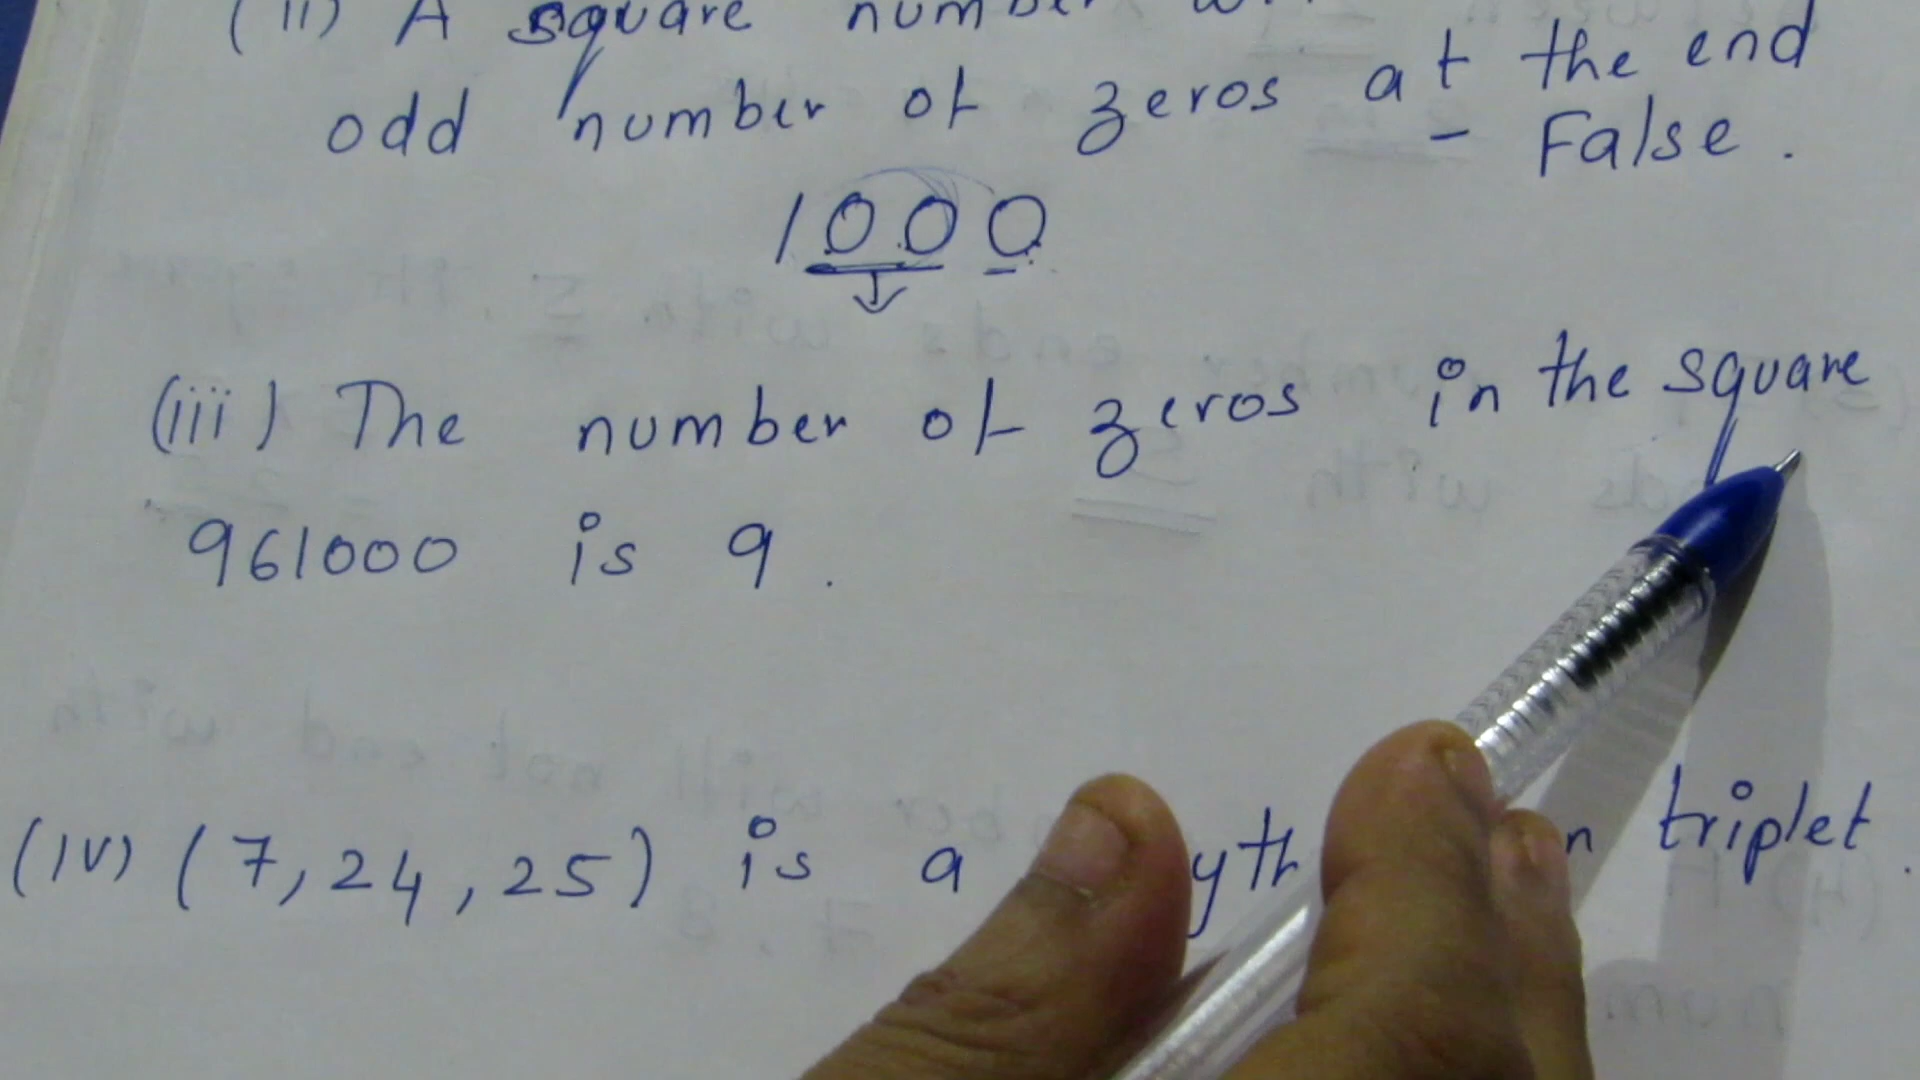 (ii) A square number
odd number of zeros at the end
- False.
1000
(iii) The number of zeros in the square
961000 is 9.
(iv) (7,24,25) is a triplet.